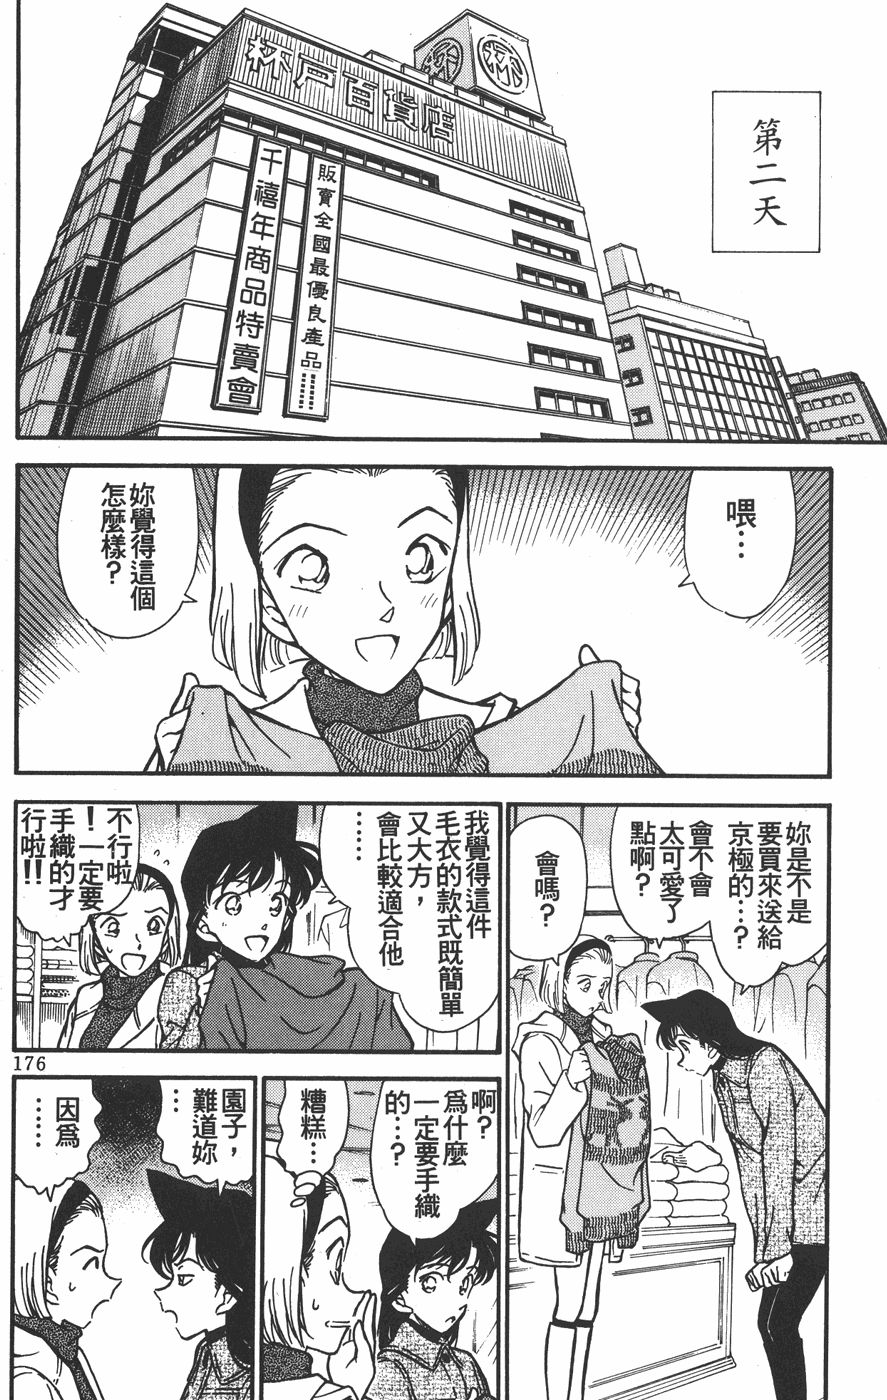 第二天
杯
杯
杯戶百貨店
販賣全國最優良產品
千禧年商品特賣會
喂…
妳覺得這個
怎麼樣？
妳是不是
要買來送給
京極的…？
會不會
太可愛了
點啊？
會嗎？
我覺得這件
毛衣的款式既簡單
又大方，
會比較適合他
……
不行啦
！一定要
手織的才
行啦!!
176
啊？
為什麼
一定要手織
的…？
糟糕…
園子，
難道妳
…
因為
……